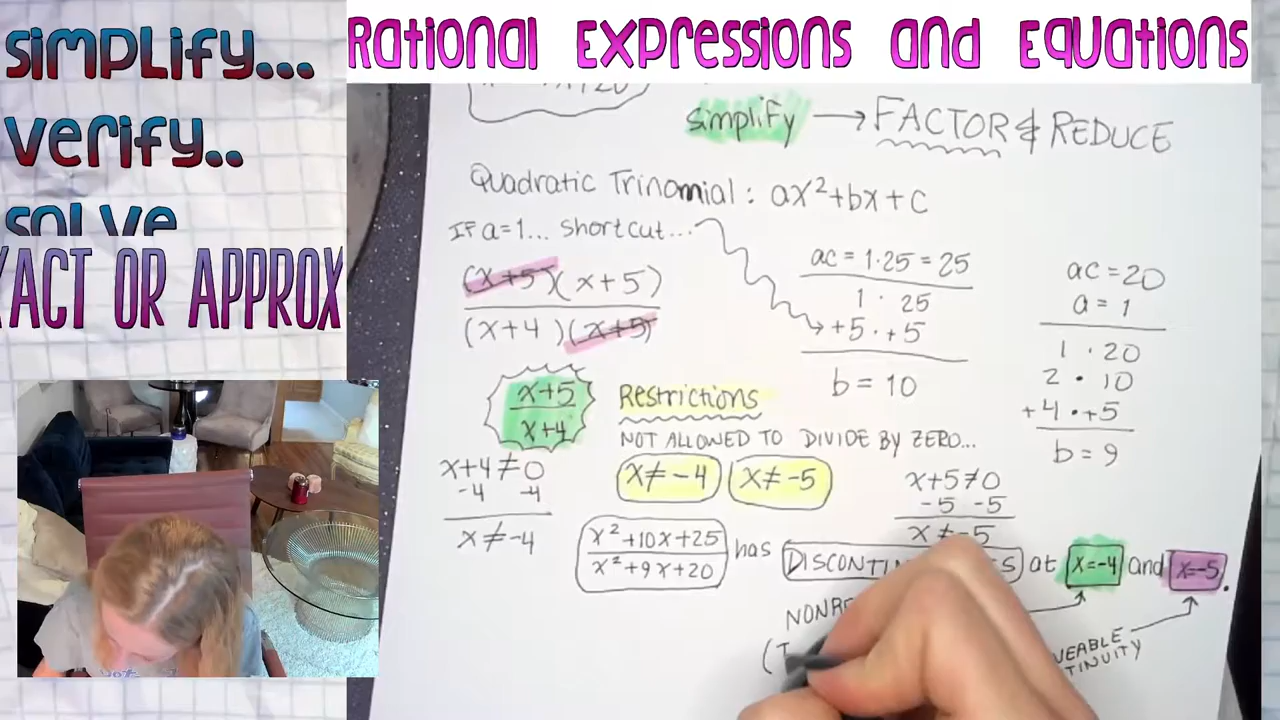 simplify...
verify..
solve
XACT OR APPROX
Rational Expressions and Equations
simplify → FACTOR & REDUCE
Quadratic Trinomial: ax²+bx+c
IF a=1... shortcut...
(x+5)(x+5)
(x+4)(x+5)
x+5
x+4
x+4≠0
-4 -4
x≠-4
ac = 1·25 = 25
1 · 25
+5 · +5
b = 10
ac = 20
a = 1
1 · 20
2 · 10
+4 · +5
b = 9
Restrictions
NOT ALLOWED TO DIVIDE BY ZERO...
x≠-4 x≠-5
x+5≠0
-5 -5
x≠-5
x²+10x+25
x²+9x+20
has at x=-4 and x=-5.